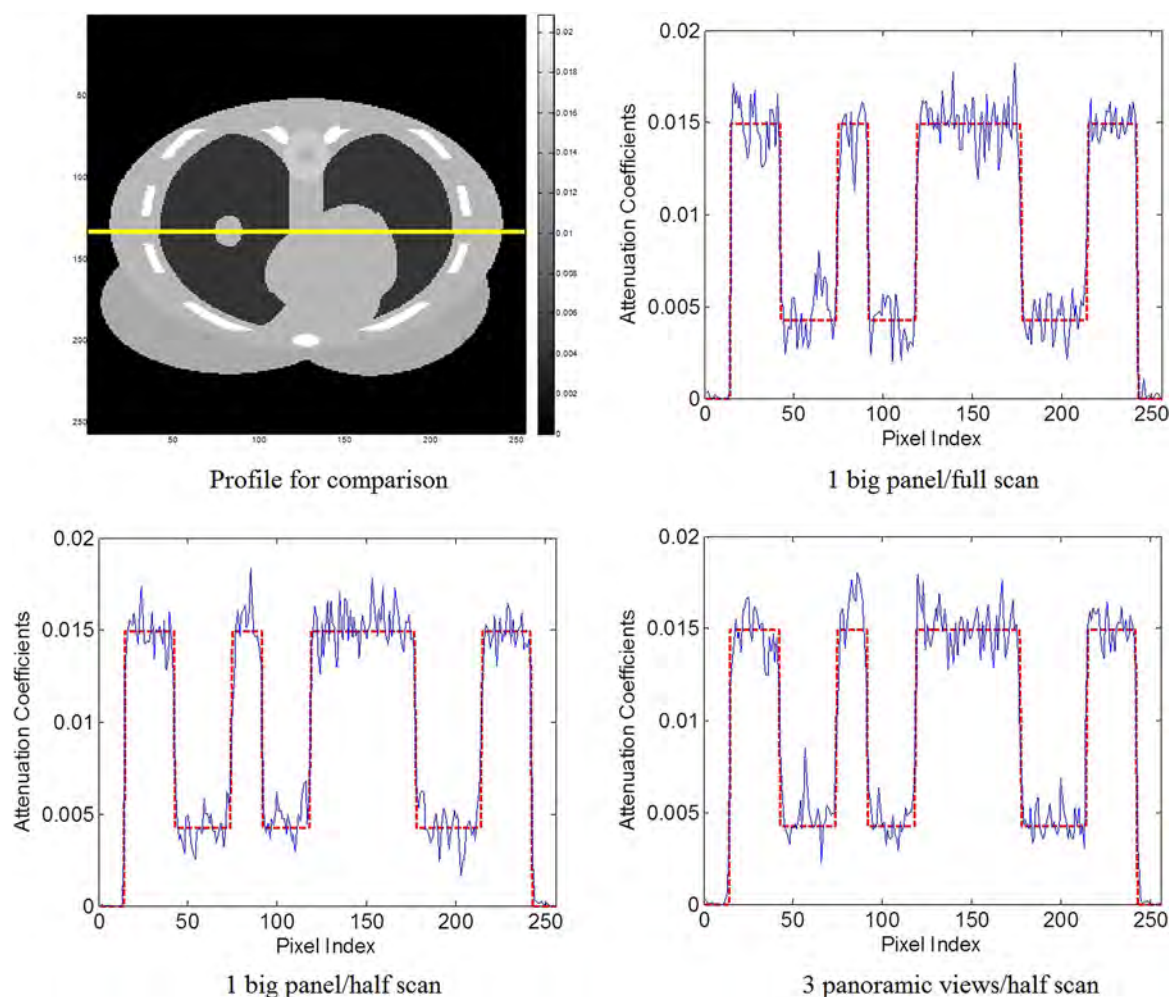 0.02
0.018
0.016
0.014
0.012
0.01
0.008
0.006
0.004
0.002
0
50
100
150
200
250
50 100 150 200 250
Profile for comparison
0.02
0.015
0.01
0.005
0
Attenuation Coefficients
0 50 100 150 200 250
Pixel Index
1 big panel/full scan
0.02
0.015
0.01
0.005
0
Attenuation Coefficients
0 50 100 150 200 250
Pixel Index
1 big panel/half scan
0.02
0.015
0.01
0.005
0
Attenuation Coefficients
0 50 100 150 200 250
Pixel Index
3 panoramic views/half scan